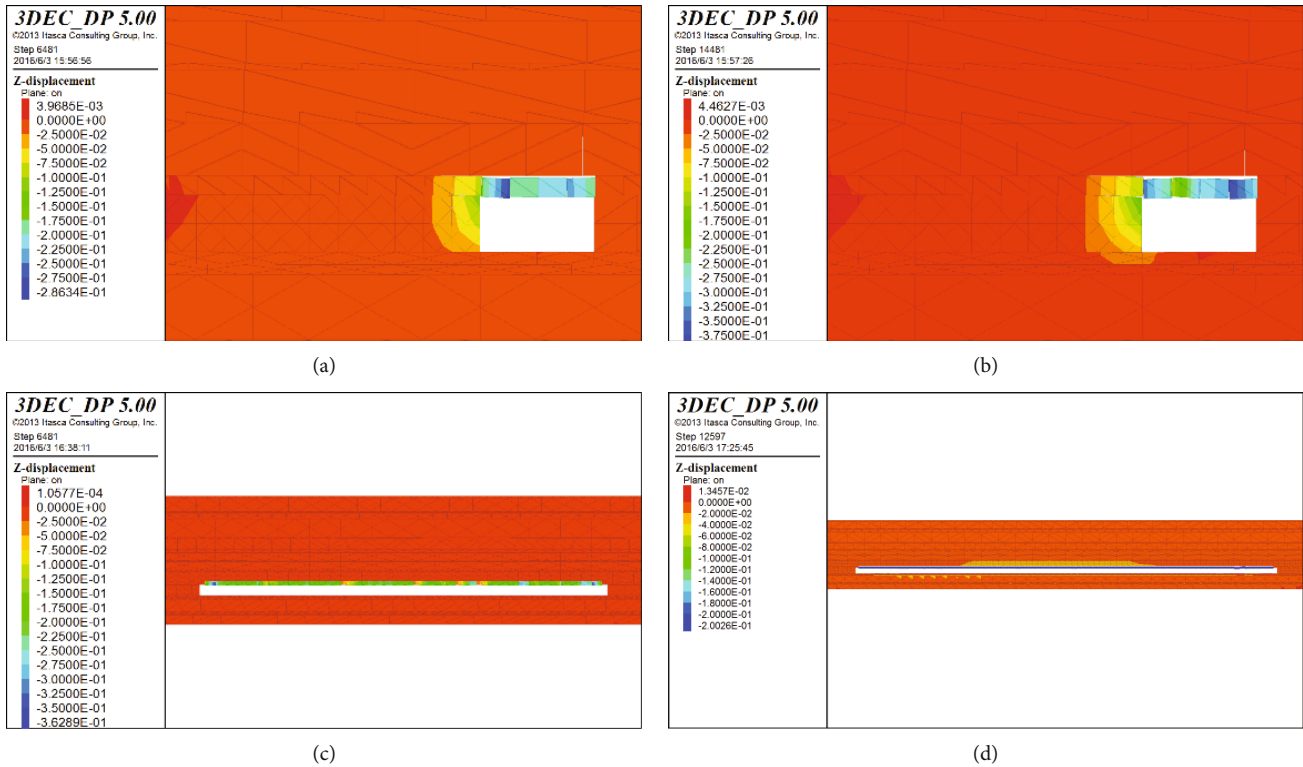 3DEC_DP 5.00
©2013 Itasca Consulting Group, Inc.
Step 6481
2016/6/3 15:56:56
Z-displacement
Plane: on
3.9685E-03
0.0000E+00
-2.5000E-02
-5.0000E-02
-7.5000E-02
-1.0000E-01
-1.2500E-01
-1.5000E-01
-1.7500E-01
-2.0000E-01
-2.2500E-01
-2.5000E-01
-2.7500E-01
-2.8634E-01
(a)
3DEC_DP 5.00
©2013 Itasca Consulting Group, Inc.
Step 14481
2016/6/3 15:57:26
Z-displacement
Plane: on
4.4627E-03
0.0000E+00
-2.5000E-02
-5.0000E-02
-7.5000E-02
-1.0000E-01
-1.2500E-01
-1.5000E-01
-1.7500E-01
-2.0000E-01
-2.2500E-01
-2.5000E-01
-2.7500E-01
-3.0000E-01
-3.2500E-01
-3.5000E-01
-3.7500E-01
(b)
3DEC_DP 5.00
©2013 Itasca Consulting Group, Inc.
Step 6481
2016/6/3 16:38:11
Z-displacement
Plane: on
1.0577E-04
0.0000E+00
-2.5000E-02
-5.0000E-02
-7.5000E-02
-1.0000E-01
-1.2500E-01
-1.5000E-01
-1.7500E-01
-2.0000E-01
-2.2500E-01
-2.5000E-01
-2.7500E-01
-3.0000E-01
-3.2500E-01
-3.5000E-01
-3.6289E-01
(c)
3DEC_DP 5.00
©2013 Itasca Consulting Group, Inc.
Step 12597
2016/6/3 17:25:45
Z-displacement
Plane: on
1.3457E-02
0.0000E+00
-2.0000E-02
-4.0000E-02
-6.0000E-02
-8.0000E-02
-1.0000E-01
-1.2000E-01
-1.4000E-01
-1.6000E-01
-1.8000E-01
-2.0000E-01
-2.0026E-01
(d)